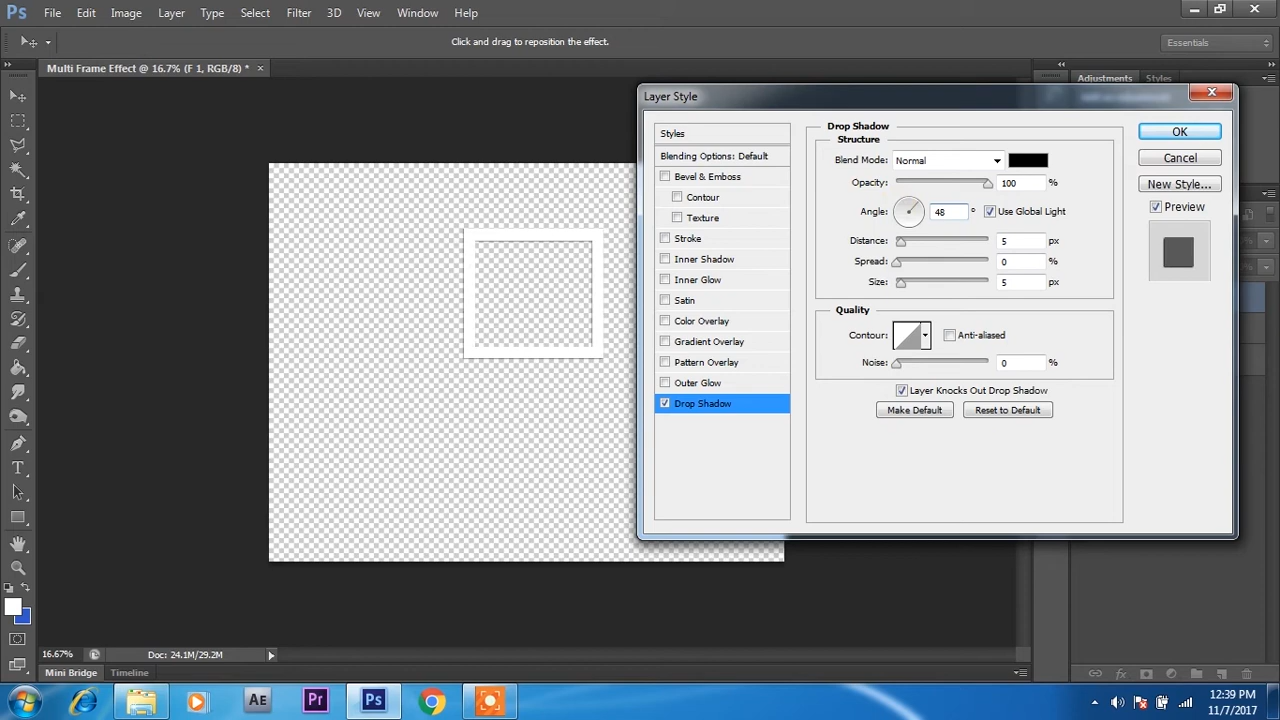 Ps File Edit Image Layer Type Select Filter 3D View Window Help
Click and drag to reposition the effect.
Essentials
Multi Frame Effect @ 16.7% (F 1, RGB/8) * ×
Adjustments Styles
Layer Style
Styles
Blending Options: Default
Bevel & Emboss
Contour
Texture
Stroke
Inner Shadow
Inner Glow
Satin
Color Overlay
Gradient Overlay
Pattern Overlay
Outer Glow
Drop Shadow
Drop Shadow
Structure
Blend Mode: Normal
Opacity: 100 %
Angle: 48 ° Use Global Light
Distance: 5 px
Spread: 0 %
Size: 5 px
Quality
Contour: Anti-aliased
Noise: 0 %
Layer Knocks Out Drop Shadow
Make Default Reset to Default
OK
Cancel
New Style...
Preview
16.67% Doc: 24.1M/29.2M
Mini Bridge Timeline
AE Pr Ps
12:39 PM
11/7/2017